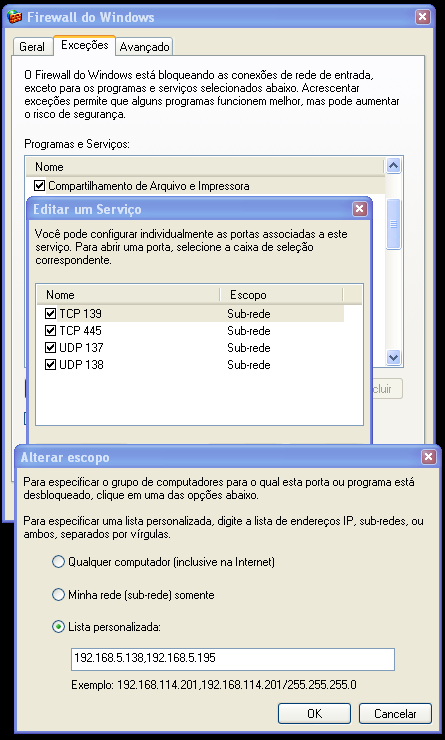 Firewall do Windows
Geral Exceções Avançado
O Firewall do Windows está bloqueando as conexões de rede de entrada,
exceto para os programas e serviços selecionados abaixo. Acrescentar
exceções permite que alguns programas funcionem melhor, mas pode aumentar
o risco de segurança.
Programas e Serviços:
Nome
Compartilhamento de Arquivo e Impressora
Editar um Serviço
Você pode configurar individualmente as portas associadas a este
serviço. Para abrir uma porta, selecione a caixa de seleção
correspondente.
Nome Escopo
TCP 139 Sub-rede
TCP 445 Sub-rede
UDP 137 Sub-rede
UDP 138 Sub-rede
cluir
Alterar escopo
Para especificar o grupo de computadores para o qual esta porta ou programa está
desbloqueado, clique em uma das opções abaixo.
Para especificar uma lista personalizada, digite a lista de endereços IP, sub-redes, ou
ambos, separados por vírgulas.
Qualquer computador (inclusive na Internet)
Minha rede (sub-rede) somente
Lista personalizada:
192.168.5.138,192.168.5.195
Exemplo: 192.168.114.201,192.168.114.201/255.255.255.0
OK Cancelar